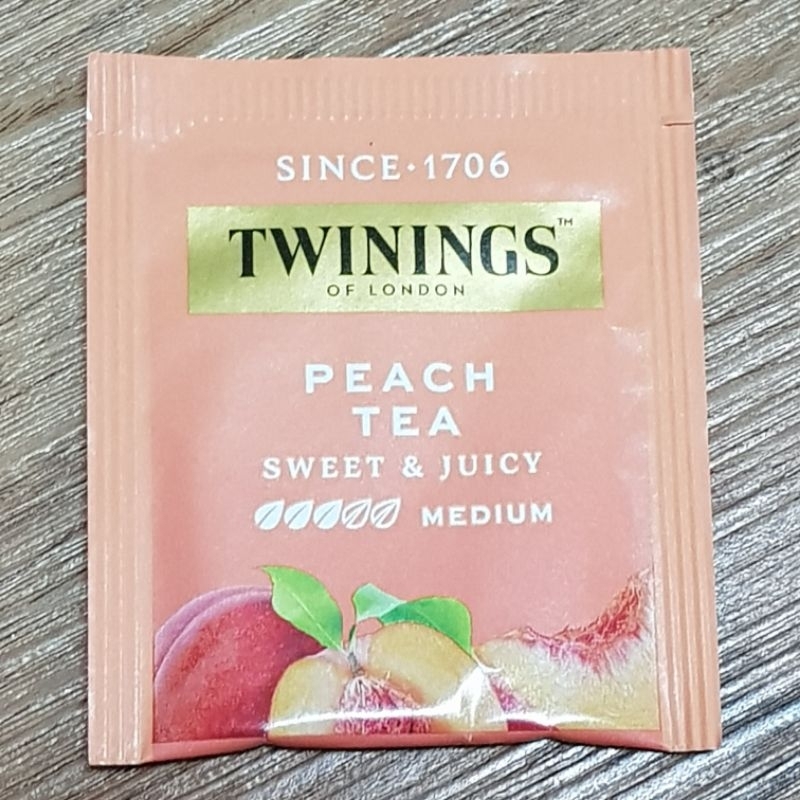 SINCE·1706
TWININGS™
OF LONDON
PEACH
TEA
SWEET & JUICY
MEDIUM